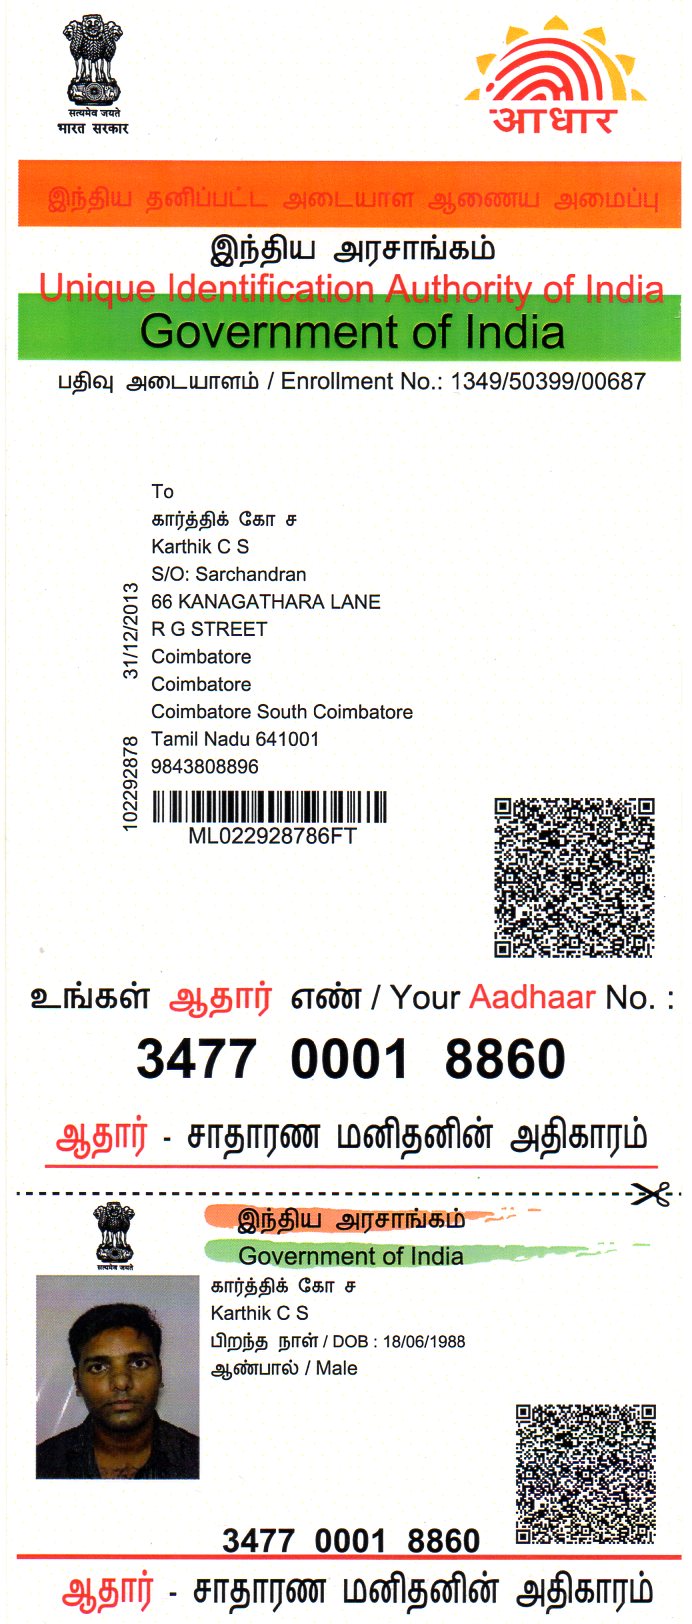 सत्यमेव जयते
भारत सरकार
आधार
இந்திய தனிப்பட்ட அடையாள ஆணைய அமைப்பு
இந்திய அரசாங்கம்
Unique Identification Authority of India
Government of India
பதிவு அடையாளம் / Enrollment No.: 1349/50399/00687
To
கார்த்திக் கோ ச
Karthik C S
S/O: Sarchandran
66 KANAGATHARA LANE
R G STREET
Coimbatore
Coimbatore
Coimbatore South Coimbatore
Tamil Nadu 641001
9843808896
31/12/2013
102292878
ML022928786FT
உங்கள் ஆதார் எண் / Your Aadhaar No. :
3477 0001 8860
ஆதார் - சாதாரண மனிதனின் அதிகாரம்
सत्यमेव जयते
இந்திய அரசாங்கம்
Government of India
கார்த்திக் கோ ச
Karthik C S
பிறந்த நாள் / DOB : 18/06/1988
ஆண்பால் / Male
3477 0001 8860
ஆதார் - சாதாரண மனிதனின் அதிகாரம்